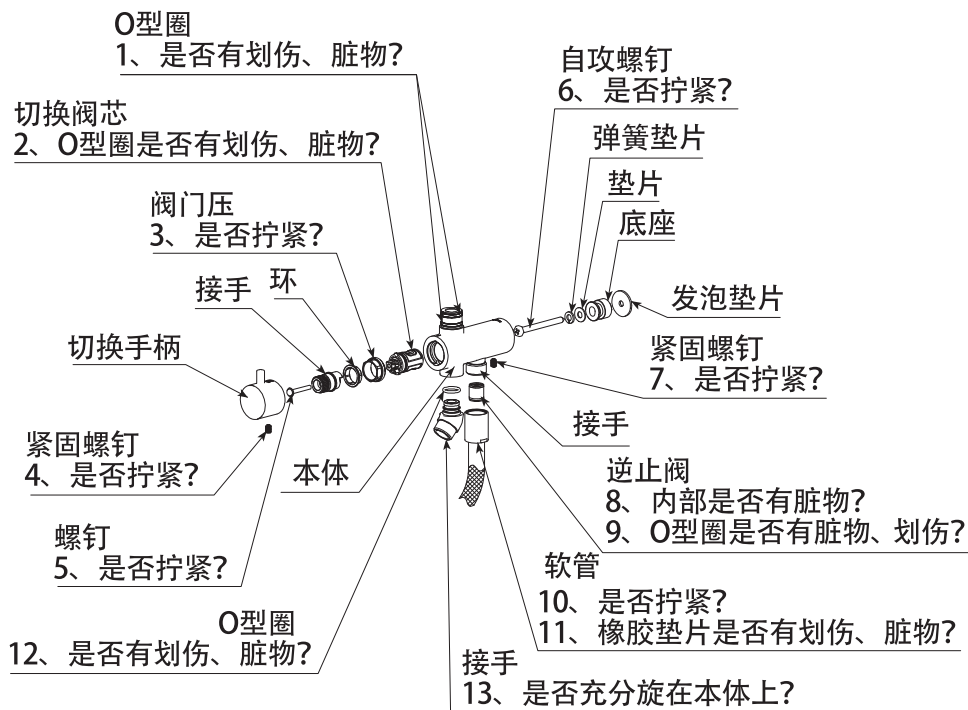 O型圈
1、是否有划伤、脏物？
自攻螺钉
6、是否拧紧？
切换阀芯
2、O型圈是否有划伤、脏物？
弹簧垫片
垫片
阀门压
3、是否拧紧？
底座
接手
环
发泡垫片
切换手柄
紧固螺钉
7、是否拧紧？
接手
紧固螺钉
4、是否拧紧？
本体
逆止阀
8、内部是否有脏物？
9、O型圈是否有脏物、划伤？
螺钉
5、是否拧紧？
软管
10、是否拧紧？
11、橡胶垫片是否有划伤、脏物？
O型圈
12、是否有划伤、脏物？
接手
13、是否充分旋在本体上？